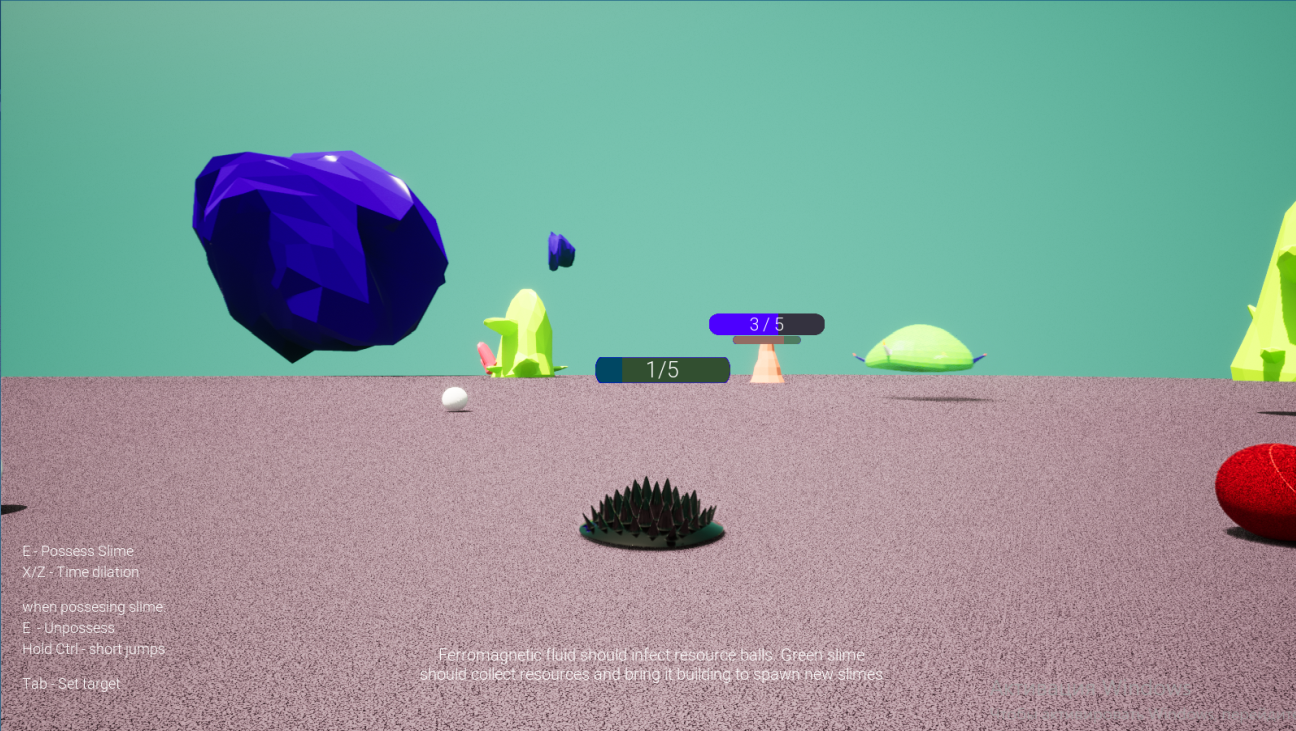 3 / 5
1/5
E - Possess Slime
X/Z - Time dilation
when possesing slime
E - Unpossess
Hold Ctrl - short jumps
Tab - Set target
Ferromagnetic fluid should infect resource balls. Green slime
should collect resources and bring it building to spawn new slimes